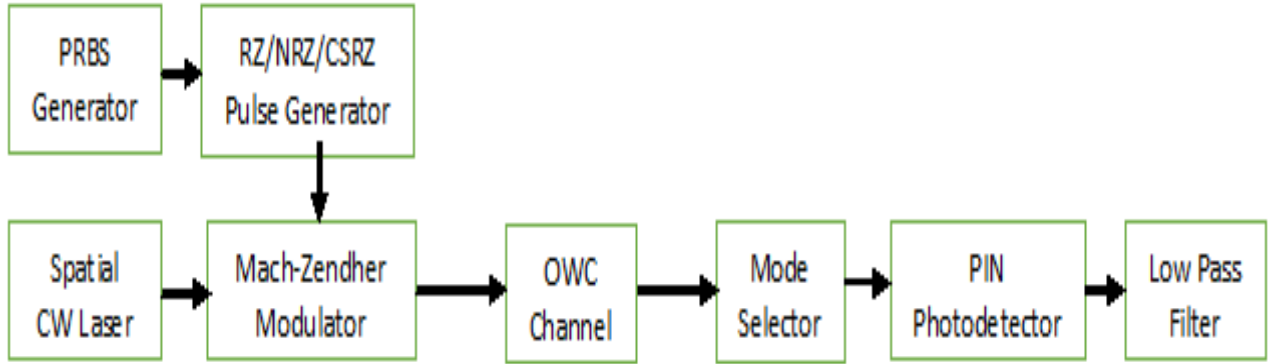 PRBS
Generator
RZ/NRZ/CSRZ
Pulse Generator
Spatial
CW Laser
Mach-Zendher
Modulator
OWC
Channel
Mode
Selector
PIN
Photodetector
Low Pass
Filter